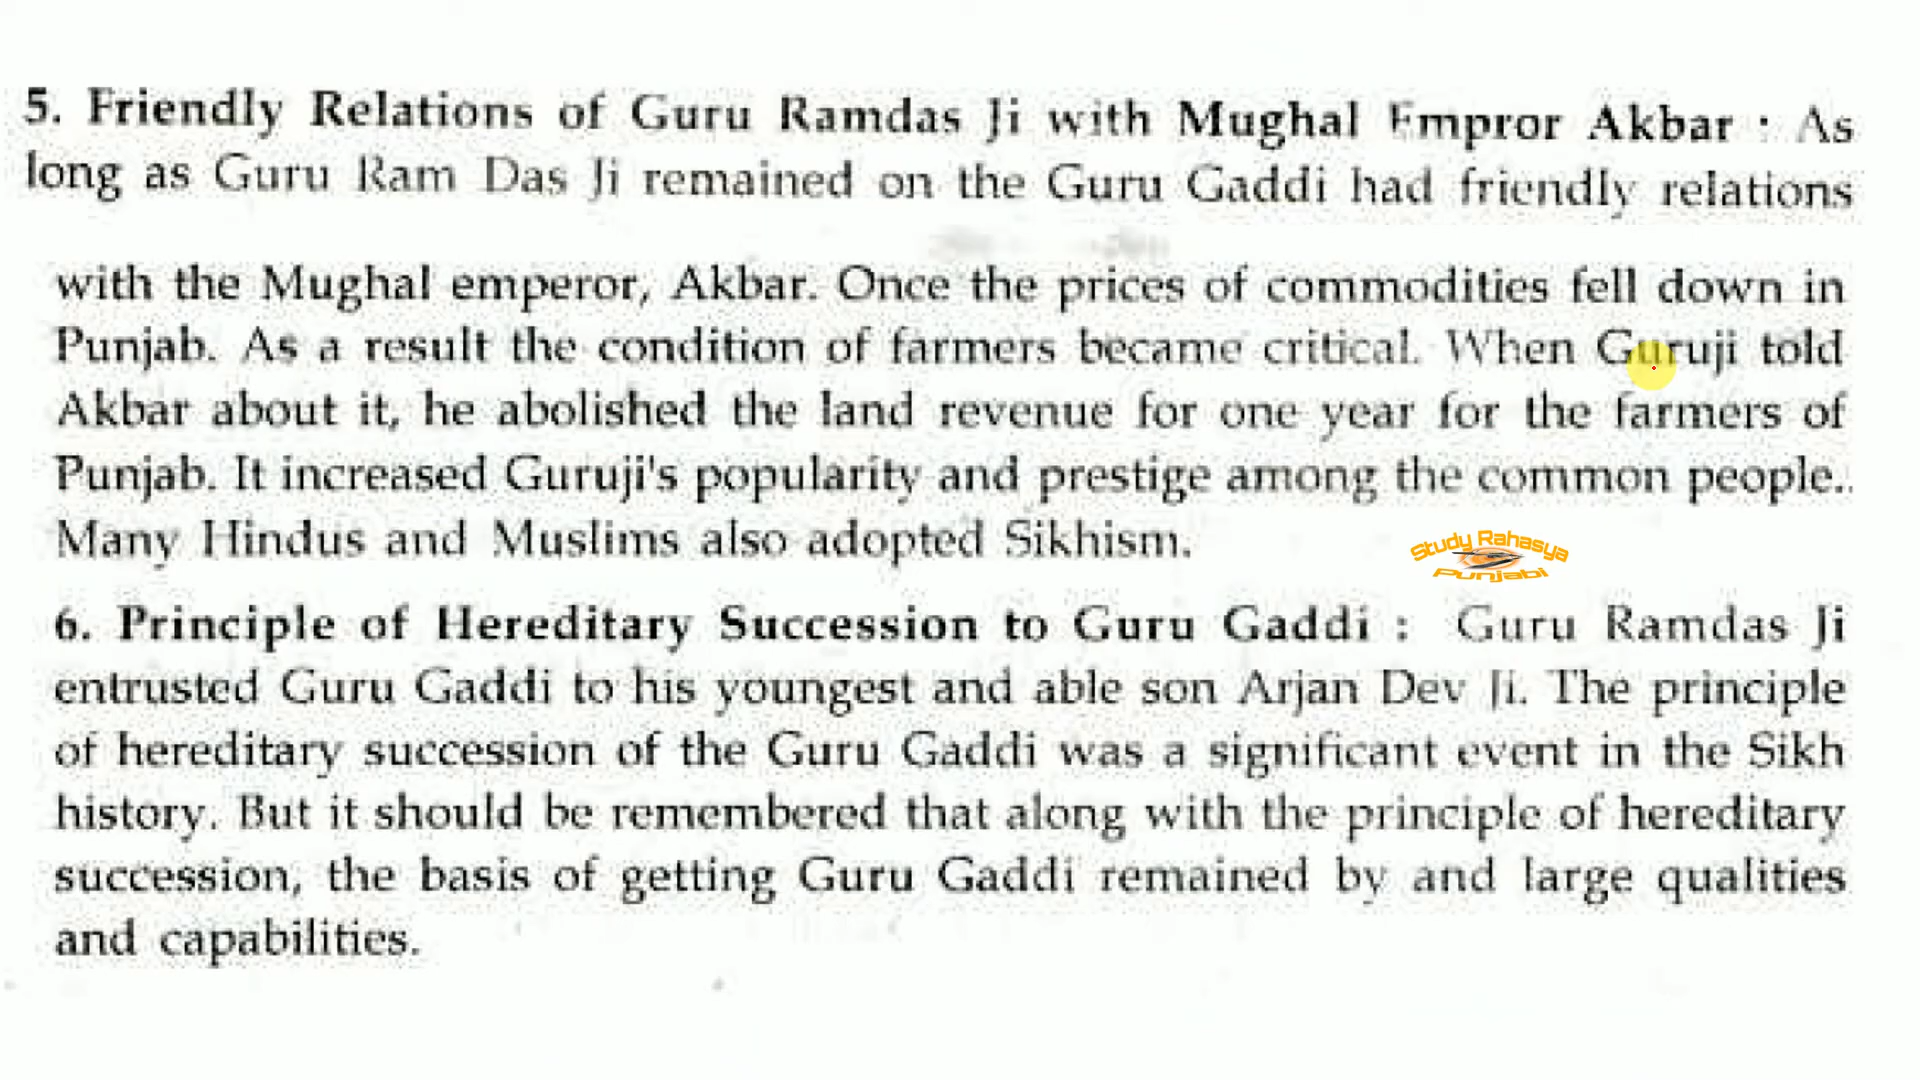 5. Friendly Relations of Guru Ramdas Ji with Mughal Empror Akbar : As
long as Guru Ram Das Ji remained on the Guru Gaddi had friendly relations
with the Mughal emperor, Akbar. Once the prices of commodities fell down in
Punjab. As a result the condition of farmers became critical. When Guruji told
Akbar about it, he abolished the land revenue for one year for the farmers of
Punjab. It increased Guruji's popularity and prestige among the common people..
Many Hindus and Muslims also adopted Sikhism.
Study Rahasya
Punjabi
6. Principle of Hereditary Succession to Guru Gaddi : Guru Ramdas Ji
entrusted Guru Gaddi to his youngest and able son Arjan Dev Ji. The principle
of hereditary succession of the Guru Gaddi was a significant event in the Sikh
history. But it should be remembered that along with the principle of hereditary
succession, the basis of getting Guru Gaddi remained by and large qualities
and capabilities.